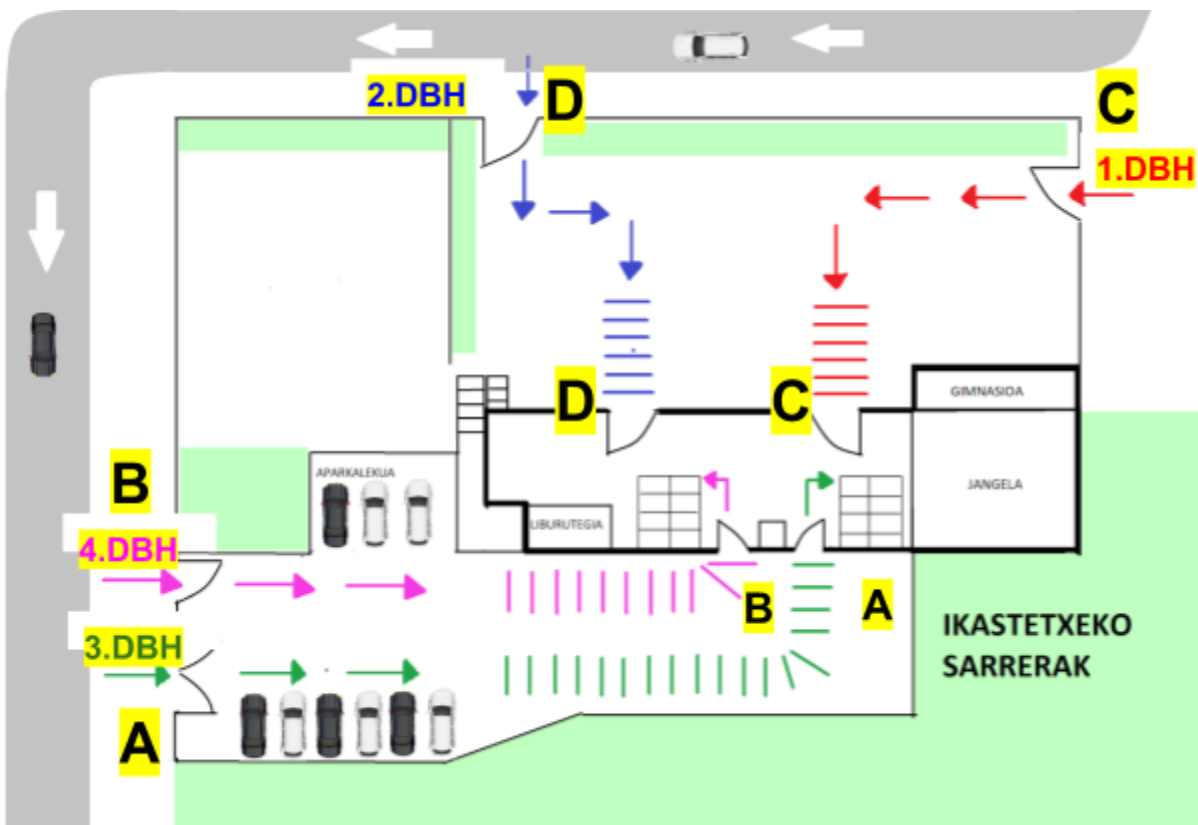 2.DBH
D
C
1.DBH
D
C
GIMNASIOA
JANGELA
APARKALEKUA
LIBURUTEGIA
B
4.DBH
3.DBH
A
B
A
IKASTETXEKO
SARRERAK